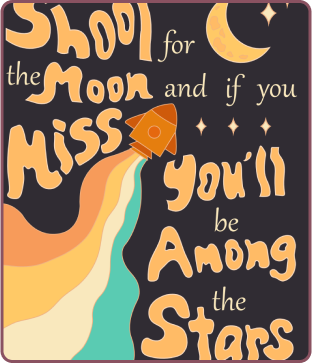 Shoot for
the Moon and if you
Miss
You'll
be
Among
the
Stars